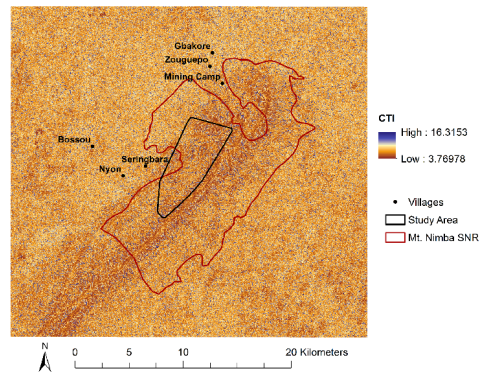 Gbakore
Zouguepo
Mining Camp
Bossou
Seringbara
Nyon
CTI
High : 16.3153
Low : 3.76978
Villages
Study Area
Mt. Nimba SNR
N
0 5 10 20 Kilometers